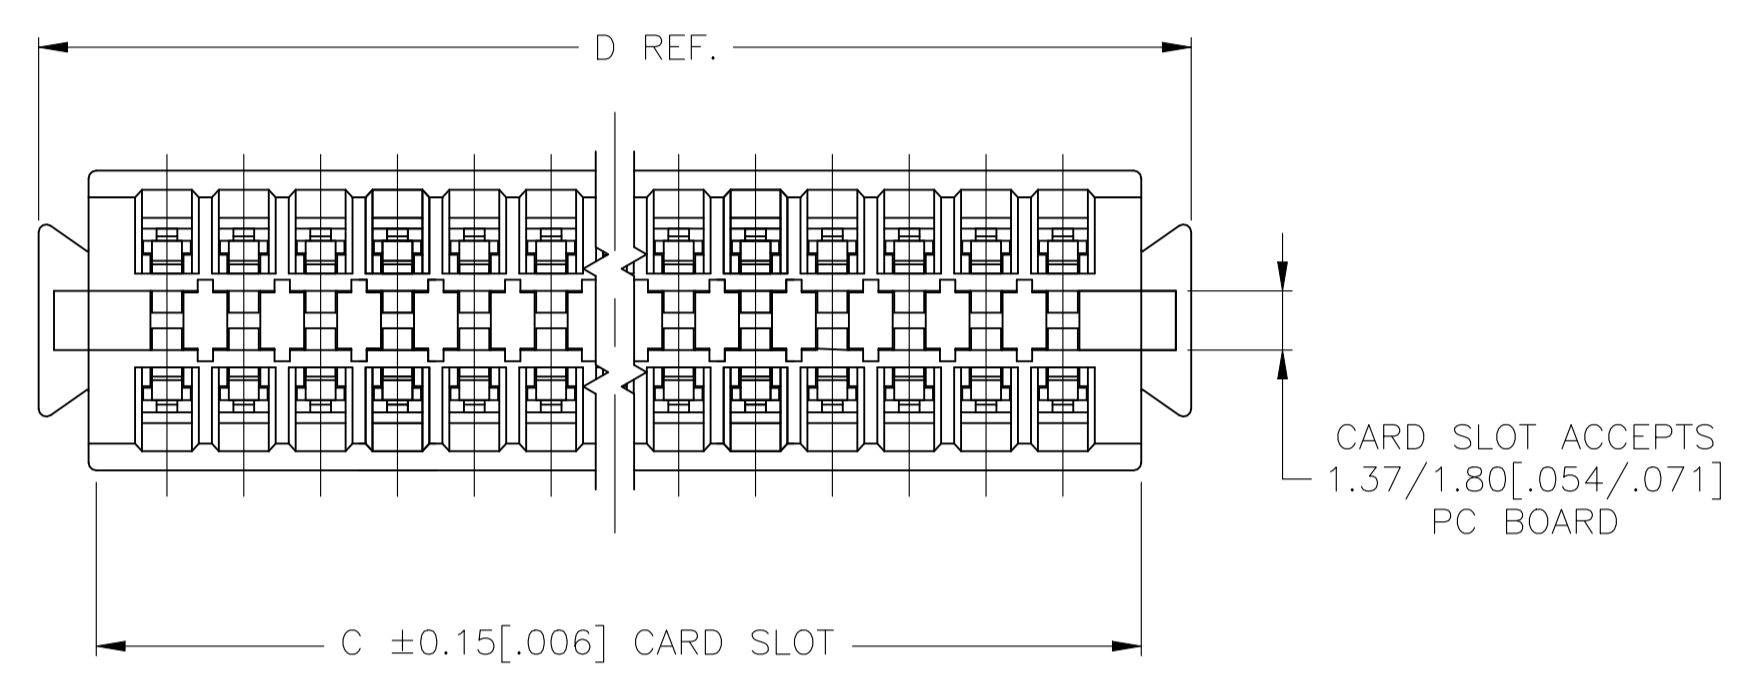 D REF.
CARD SLOT ACCEPTS
1.37/1.80[.054/.071]
PC BOARD
C ±0.15[.006] CARD SLOT